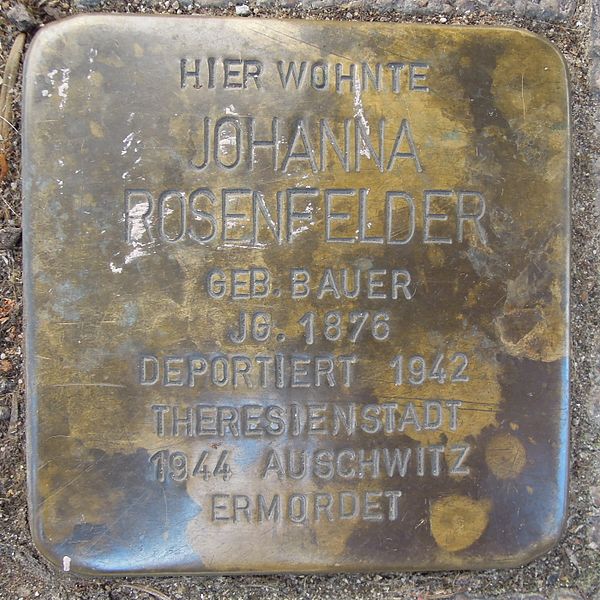 HIER WOHNTE
JOHANNA
ROSENFELDER
GEB. BAUER
JG. 1876
DEPORTIERT 1942
THERESIENSTADT
1944 AUSCHWITZ
ERMORDET